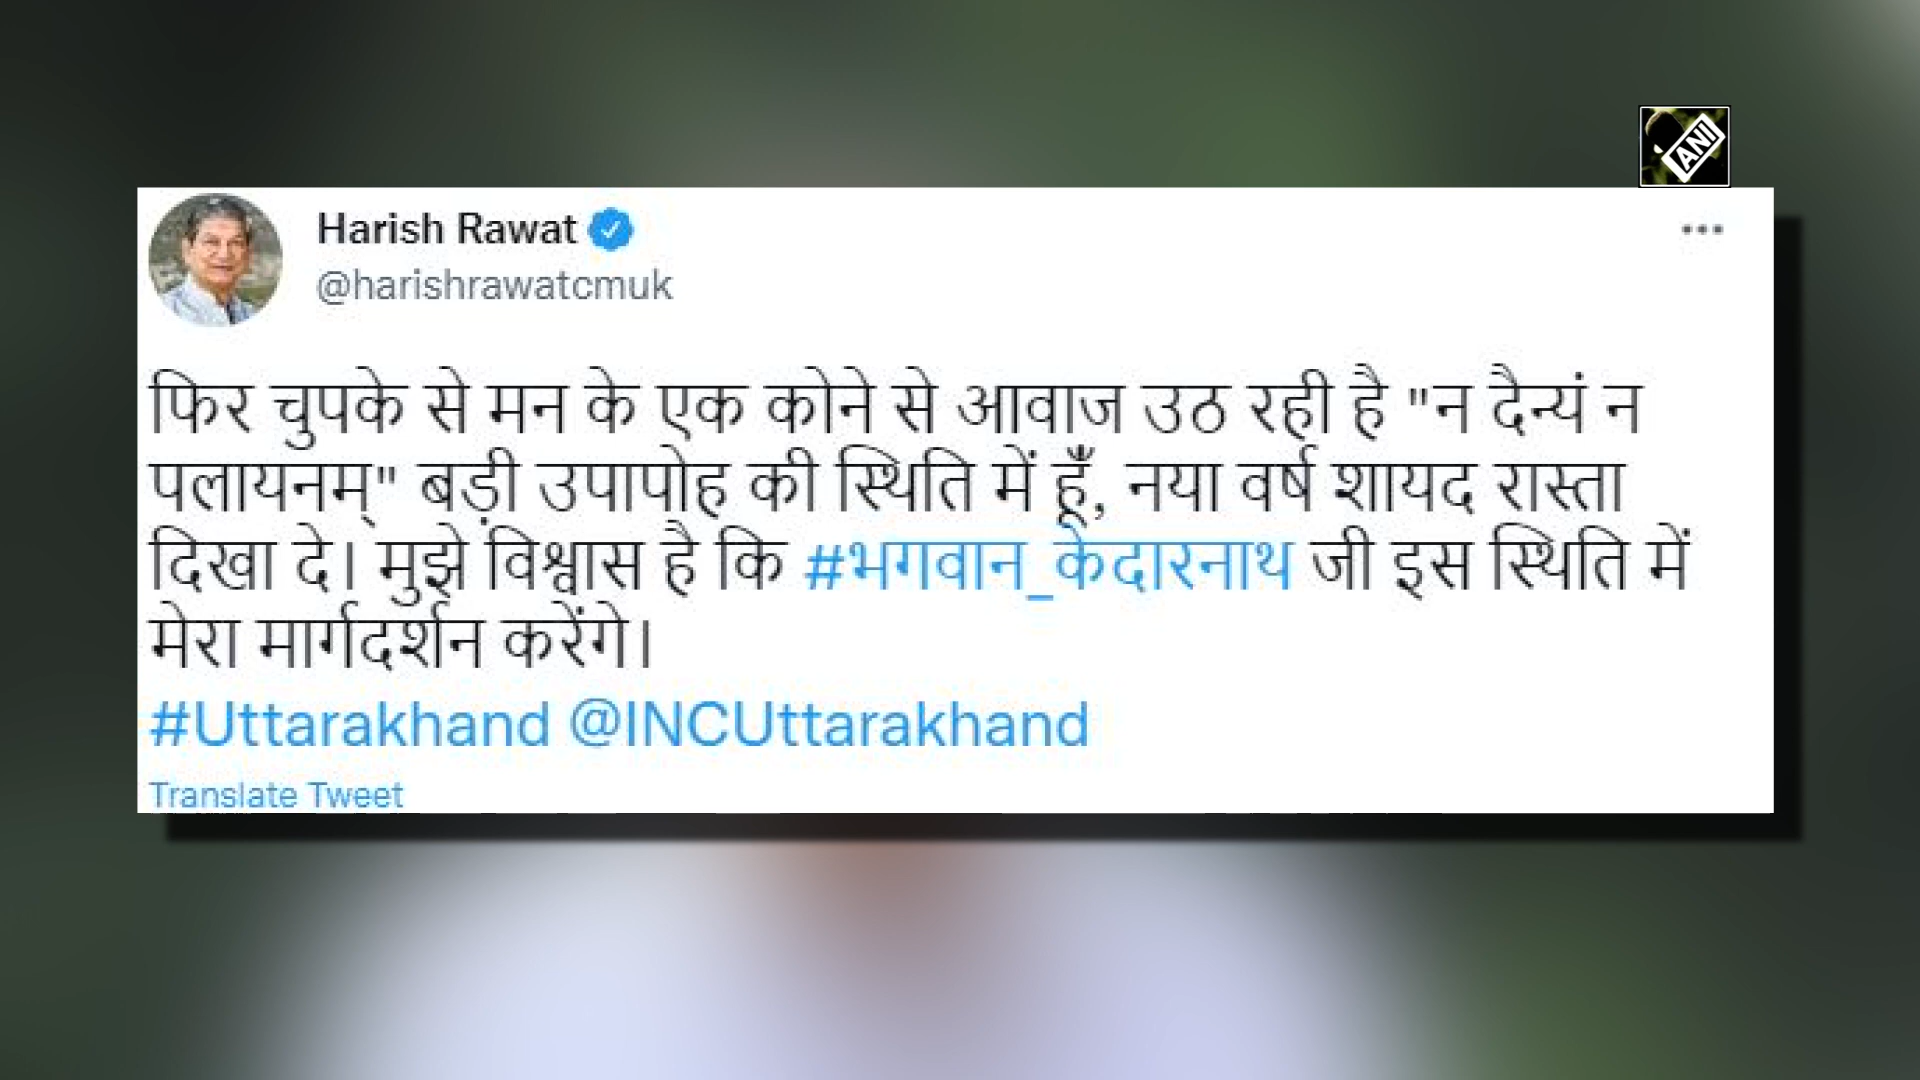 ANI
Harish Rawat
@harishrawatcmuk
फिर चुपके से मन के एक कोने से आवाज उठ रही है "न दैन्यं न
पलायनम्" बड़ी उपापोह की स्थिति में हूँ, नया वर्ष शायद रास्ता
दिखा दे। मुझे विश्वास है कि #भगवान_केदारनाथ जी इस स्थिति में
मेरा मार्गदर्शन करेंगे।
#Uttarakhand @INCUttarakhand
Translate Tweet